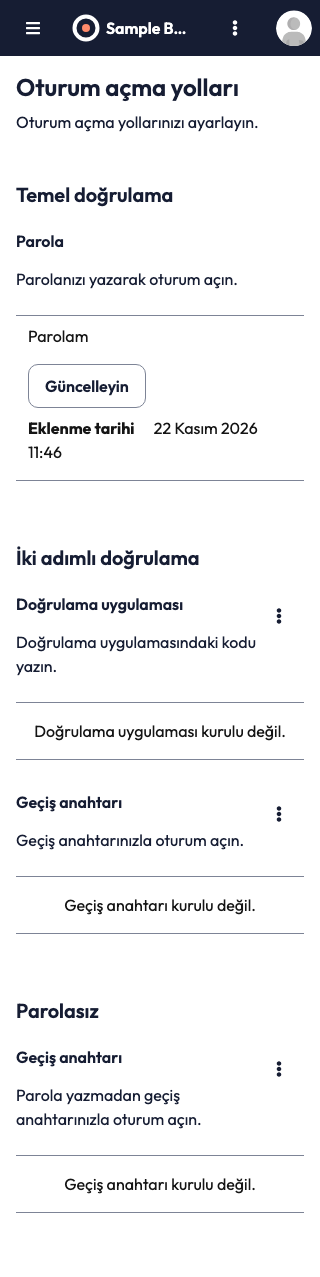 Sample B...
Oturum açma yolları
Oturum açma yollarınızı ayarlayın.
Temel doğrulama
Parola
Parolanızı yazarak oturum açın.
Parolam
Güncelleyin
Eklenme tarihi 22 Kasım 2026
11:46
İki adımlı doğrulama
Doğrulama uygulaması
Doğrulama uygulamasındaki kodu
yazın.
Doğrulama uygulaması kurulu değil.
Geçiş anahtarı
Geçiş anahtarınızla oturum açın.
Geçiş anahtarı kurulu değil.
Parolasız
Geçiş anahtarı
Parola yazmadan geçiş
anahtarınızla oturum açın.
Geçiş anahtarı kurulu değil.